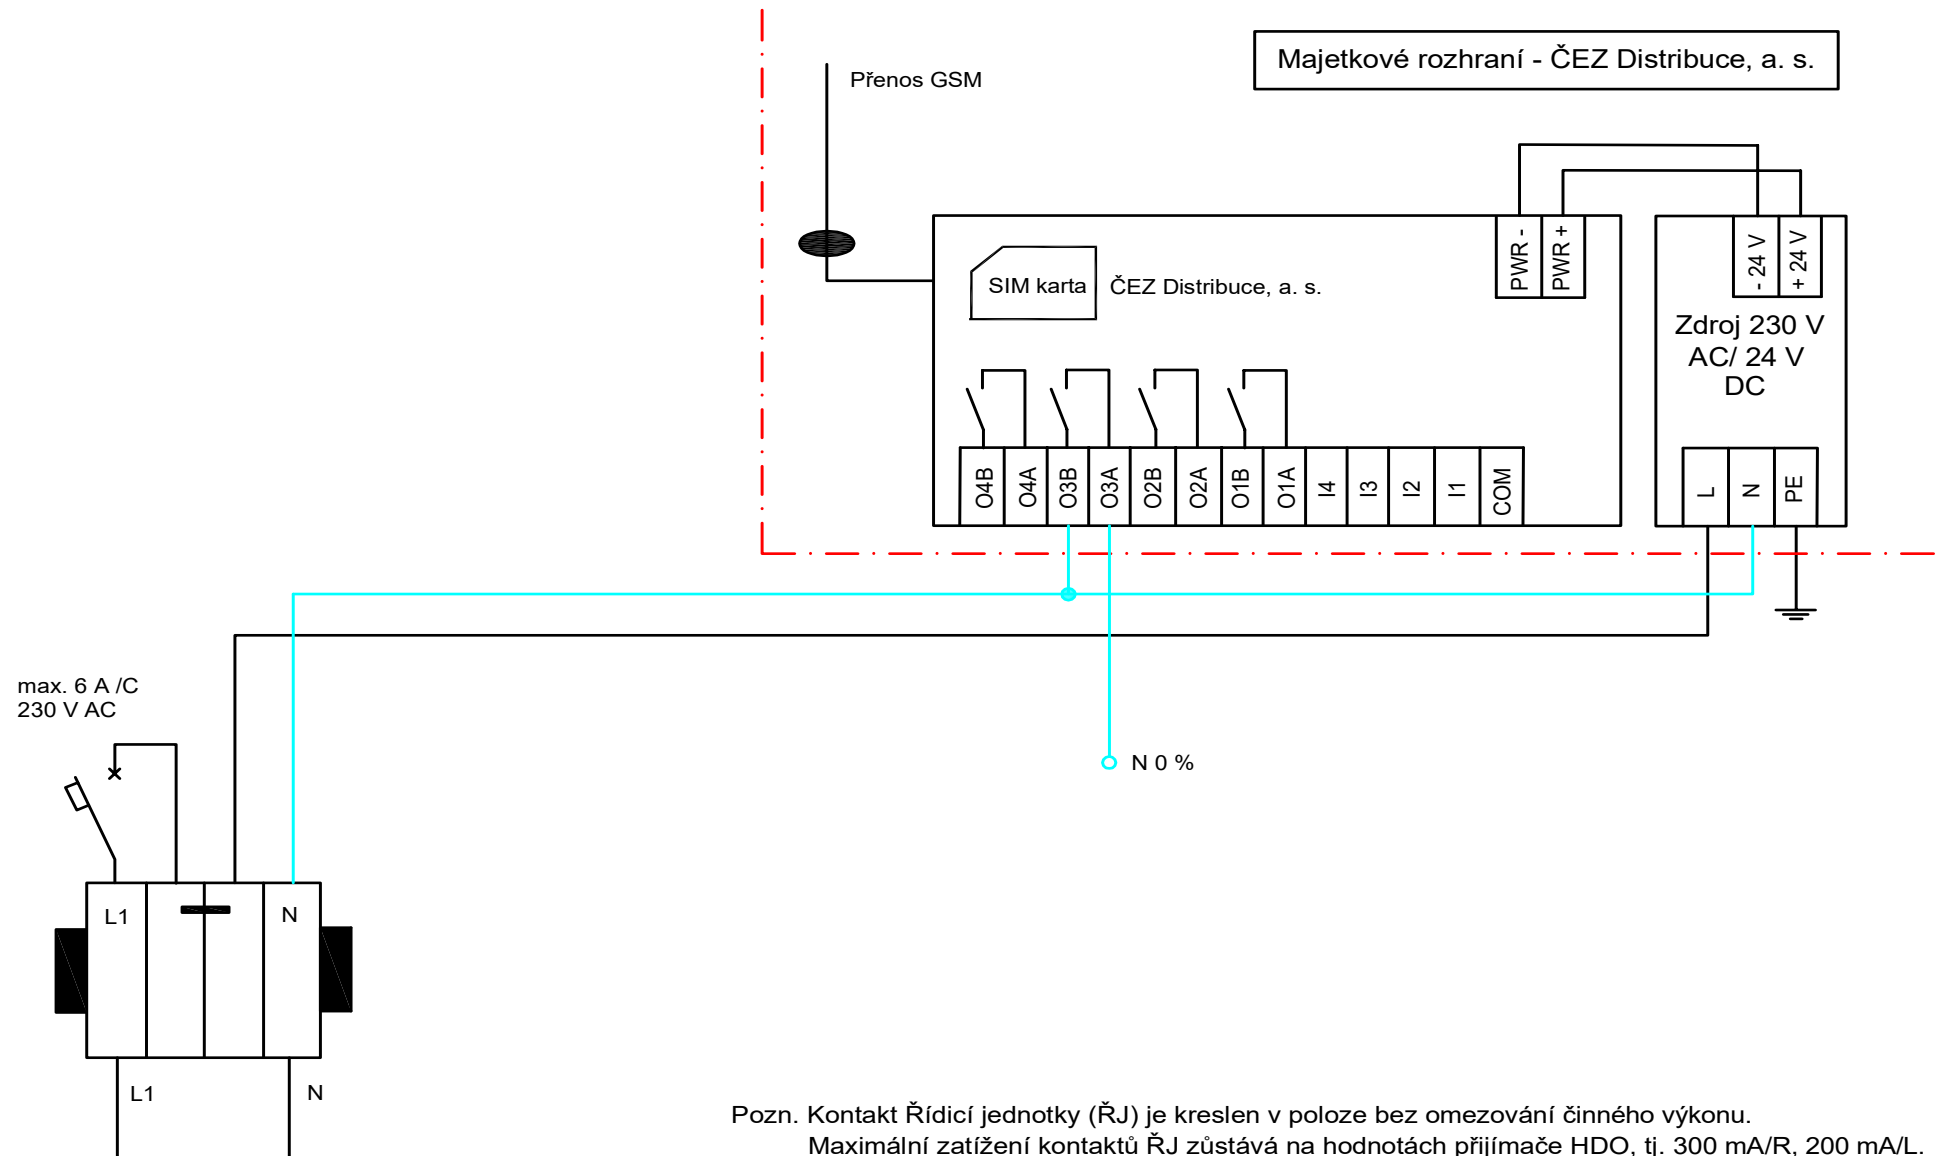 Majetkové rozhraní - ČEZ Distribuce, a. s.
Přenos GSM
PWR -
PWR +
- 24 V
+ 24 V
SIM karta
ČEZ Distribuce, a. s.
Zdroj 230 V
AC/ 24 V
DC
O4B
O4A
O3B
O3A
O2B
O2A
O1B
O1A
I4
I3
I2
I1
COM
L
N
PE
max. 6 A /C
230 V AC
N 0 %
L1
N
L1
N
Pozn. Kontakt Řídicí jednotky (ŘJ) je kreslen v poloze bez omezování činného výkonu.
Maximální zatížení kontaktů ŘJ zůstává na hodnotách přijímače HDO, tj. 300 mA/R, 200 mA/L.